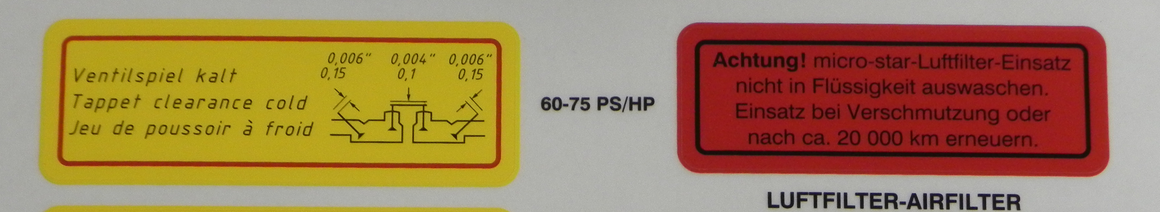 0,006" 0,004" 0,006"
0,15 0,1 0,15
Ventilspiel kalt
Tappet clearance cold
Jeu de poussoir à froid
60-75 PS/HP
Achtung! micro-star-Luftfilter-Einsatz
nicht in Flüssigkeit auswaschen.
Einsatz bei Verschmutzung oder
nach ca. 20 000 km erneuern.
LUFTFILTER-AIRFILTER